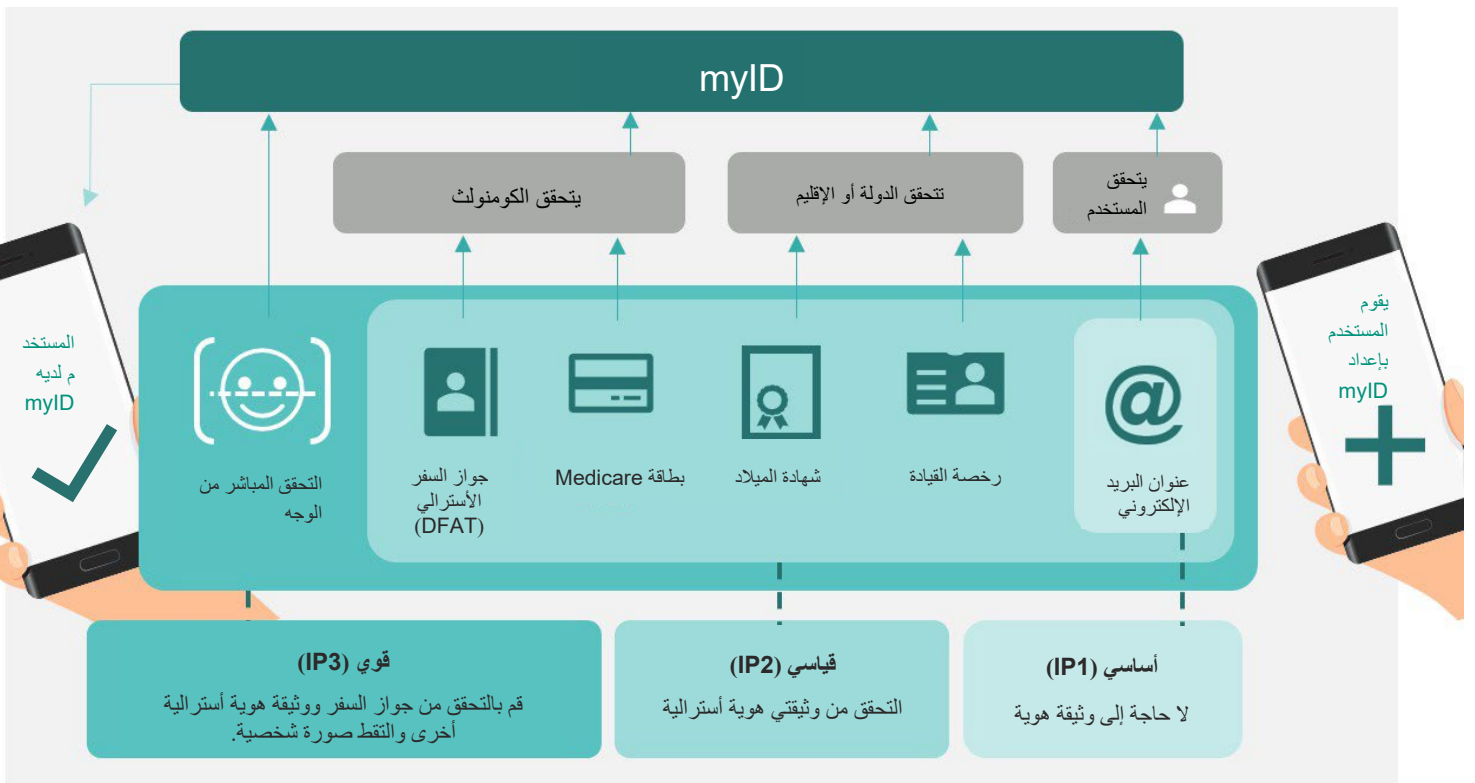 myID
يتحقق
المستخدم
تتحقق الدولة أو الإقليم
يتحقق الكومنولث
يقوم
المستخدم
بإعداد
myID
@
عنوان البريد
الإلكتروني
رخصة القيادة
شهادة الميلاد
بطاقة Medicare
جواز السفر
الأسترالي
(DFAT)
التحقق المباشر من
الوجه
المستخد
م لديه
myID
أساسي (IP1)
لا حاجة إلى وثيقة هوية
قياسي (IP2)
التحقق من وثيقتي هوية أسترالية
قوي (IP3)
قم بالتحقق من جواز السفر ووثيقة هوية أسترالية
أخرى والتقط صورة شخصية.